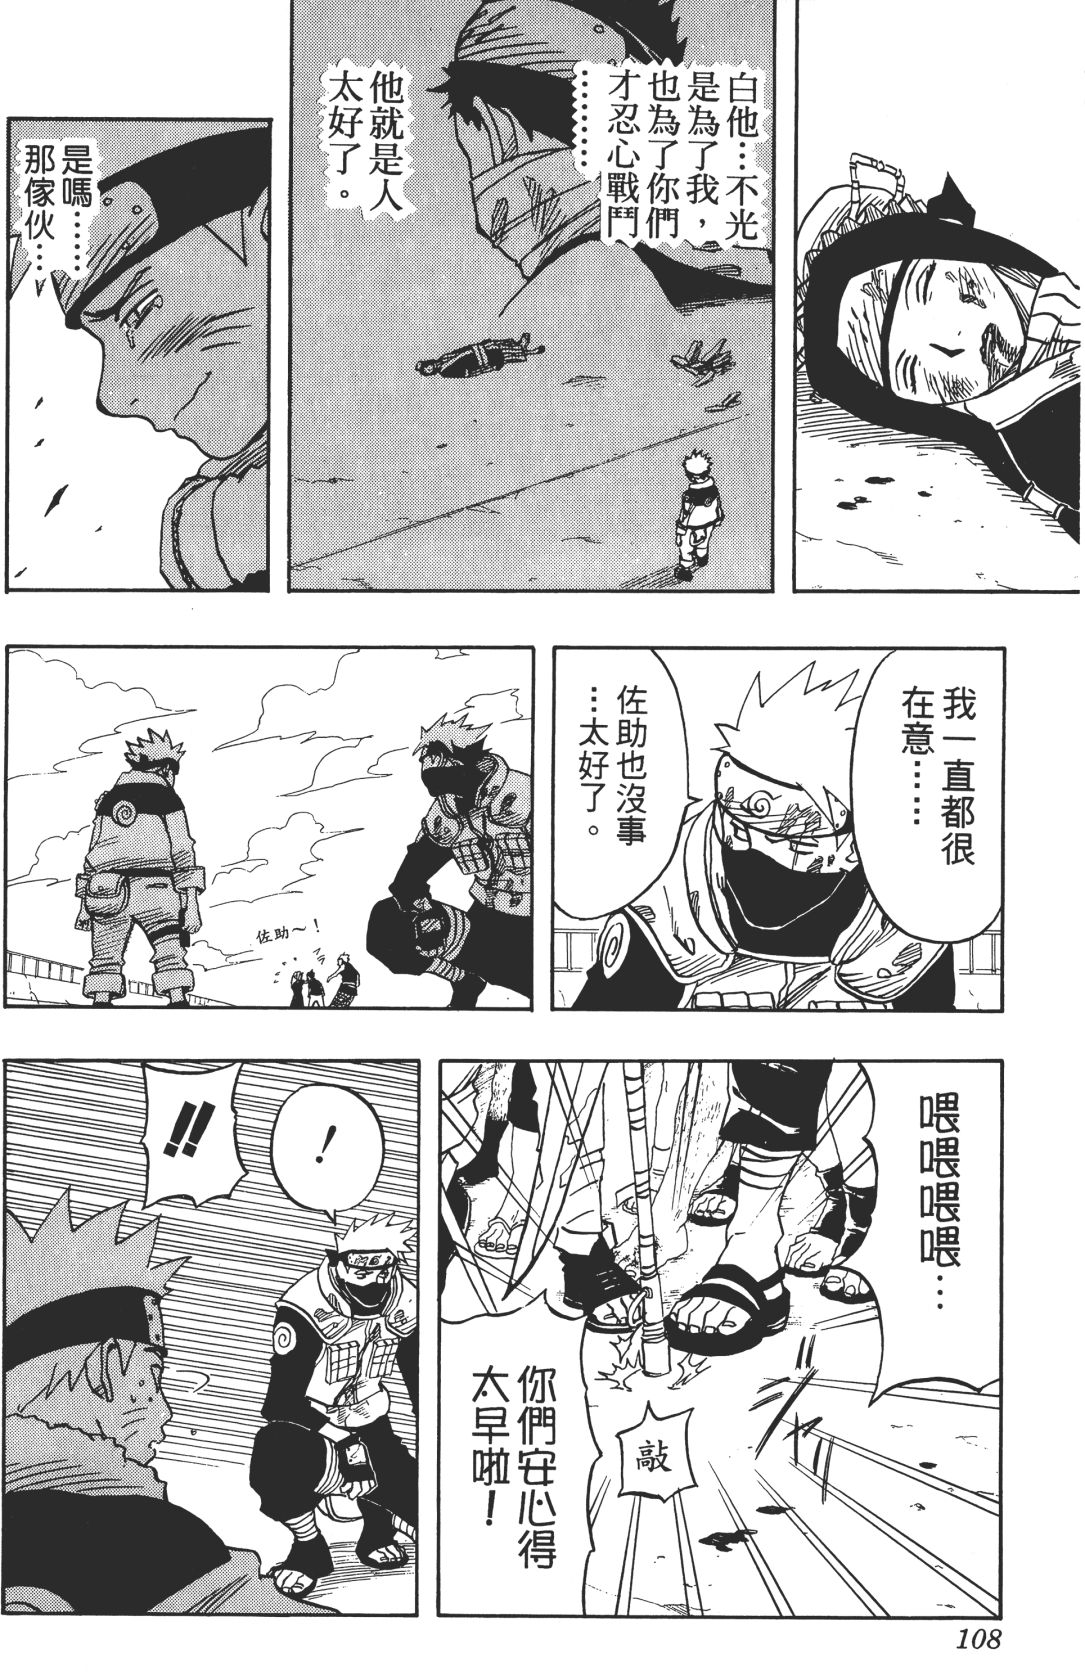 白他…不光
是為了我，
也為了你們
才忍心戰鬥
………
他就是人
太好了。
是嗎……
那傢伙…
我一直都很
在意……
佐助也沒事
…太好了。
佐助～！
喂喂喂喂…
敲
你們安心得
太早啦！
！
!!
108